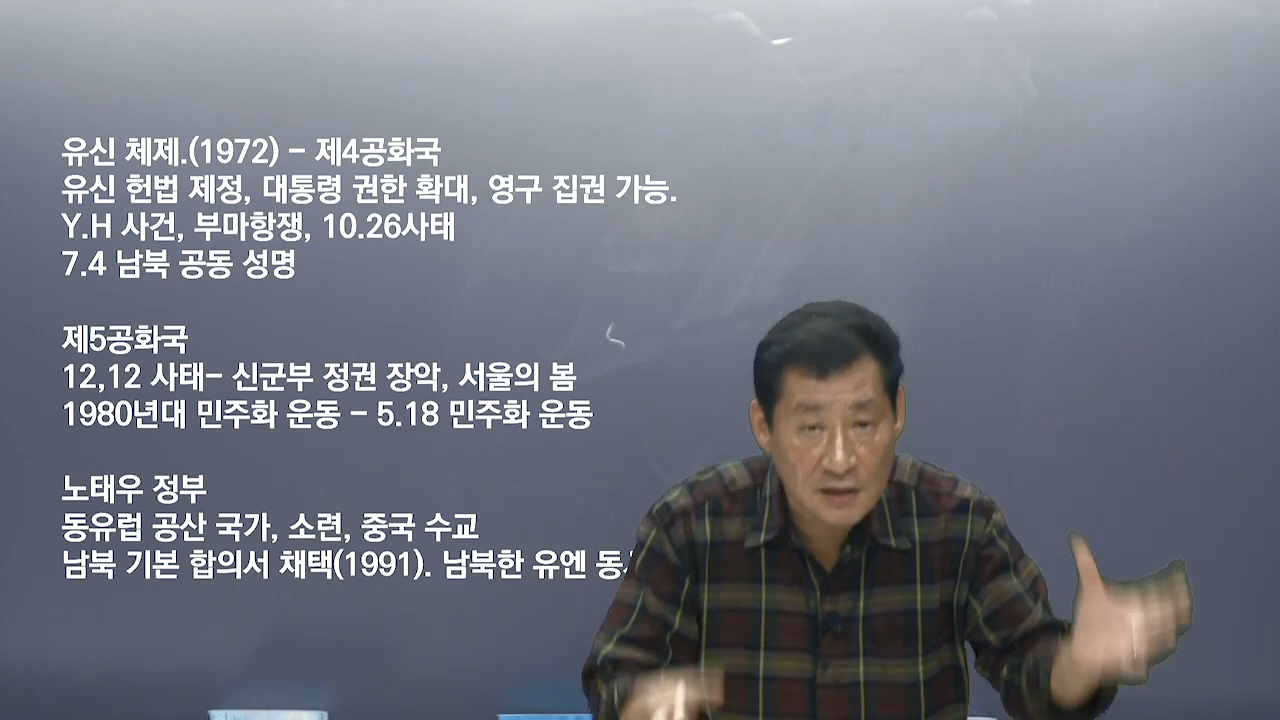 유신 체제.(1972) - 제4공화국
유신 헌법 제정, 대통령 권한 확대, 영구 집권 가능.
Y.H 사건, 부마항쟁, 10.26사태
7.4 남북 공동 성명
제5공화국
12,12 사태- 신군부 정권 장악, 서울의 봄
1980년대 민주화 운동 - 5.18 민주화 운동
노태우 정부
동유럽 공산 국가, 소련, 중국 수교
남북 기본 합의서 채택(1991). 남북한 유엔